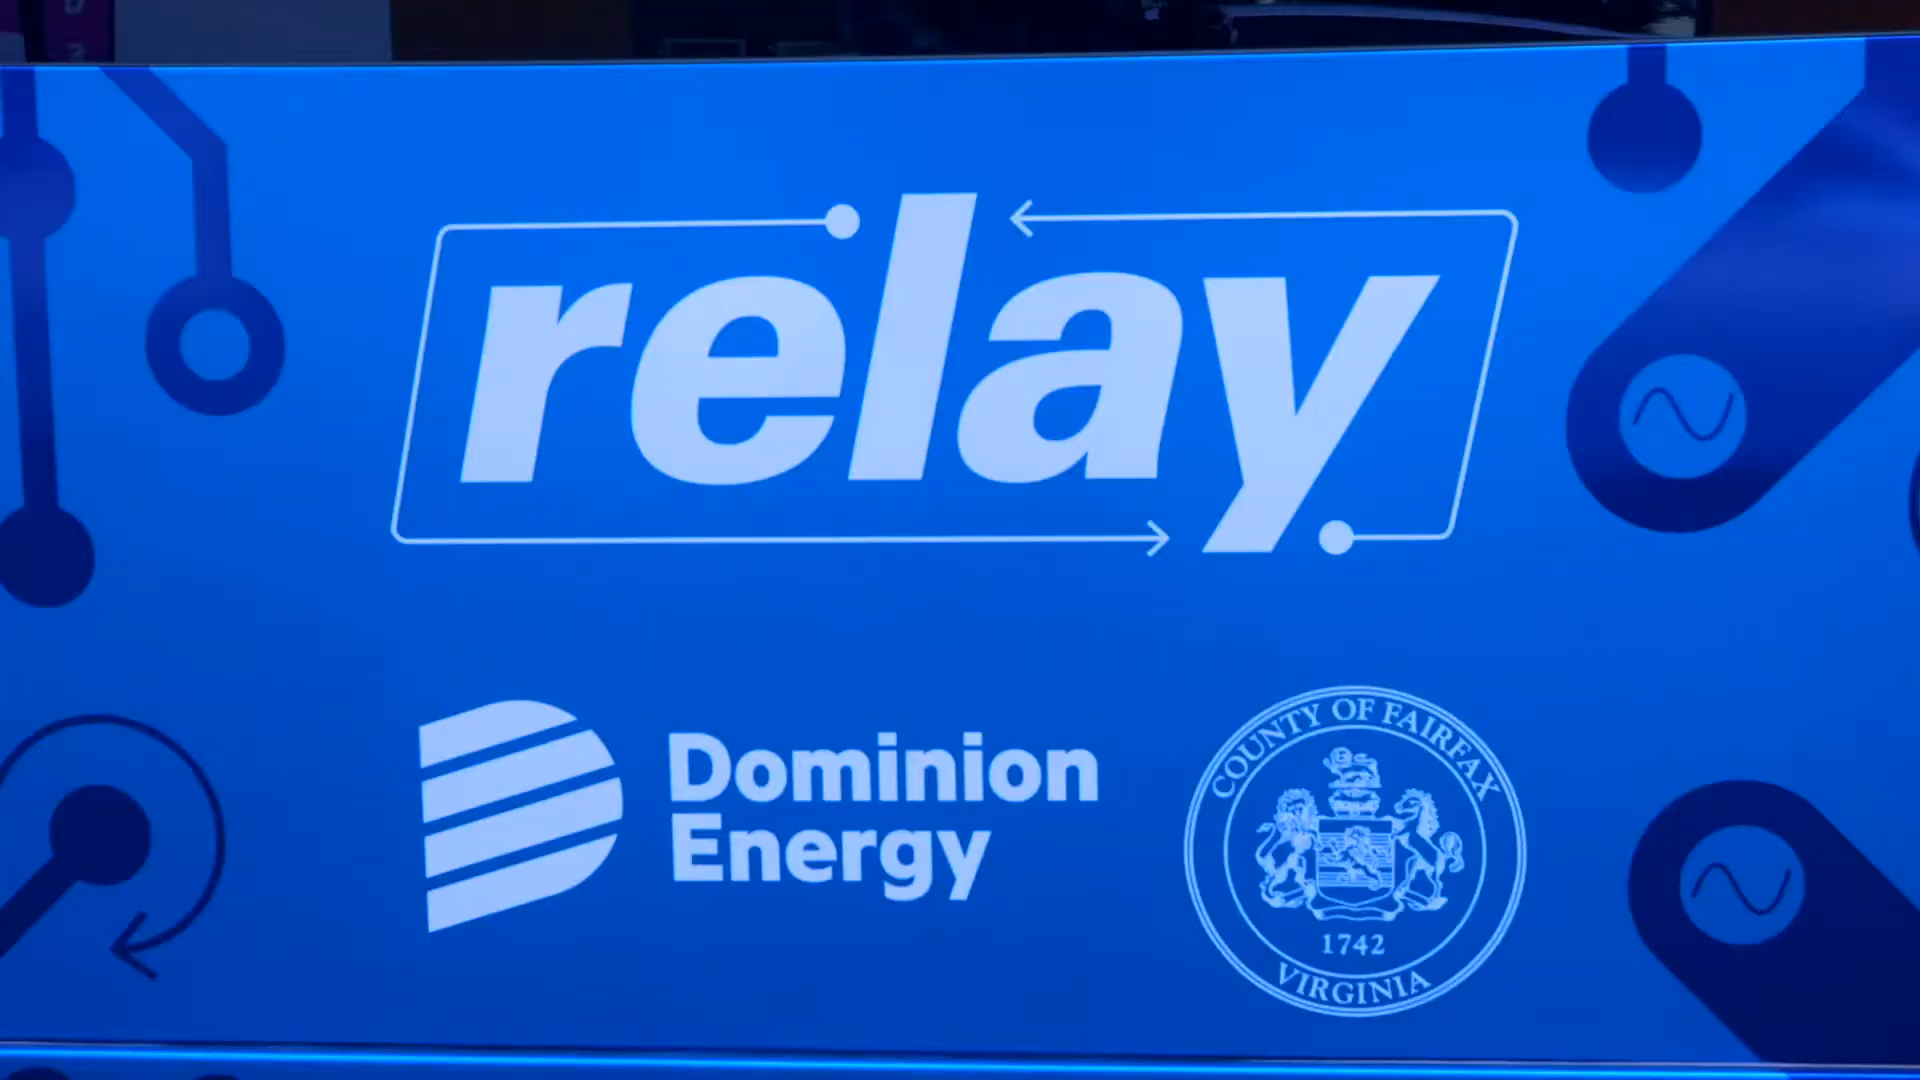 relay
Dominion
Energy
COUNTY OF FAIRFAX
1742
VIRGINIA